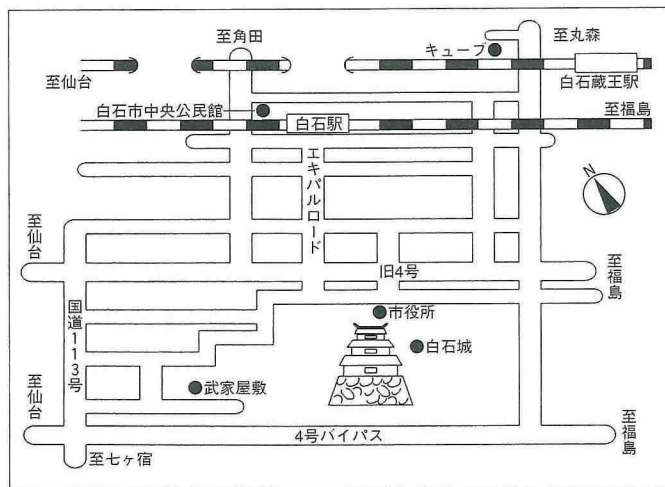 至角田
至丸森
キューブ
至仙台
白石蔵王駅
白石市中央公民館
至福島
白石駅
エキパルロード
N
至仙台
旧4号
至福島
国道113号
市役所
白石城
至仙台
武家屋敷
4号バイパス
至福島
至七ヶ宿